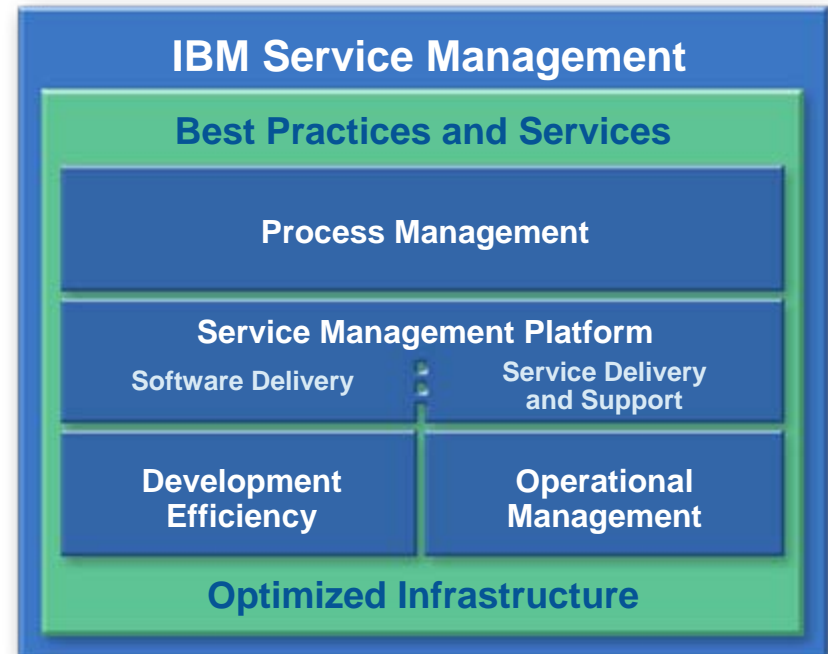 IBM Service Management
Best Practices and Services
Process Management
Service Management Platform
Software Delivery
Service Delivery
and Support
Development
Efficiency
Operational
Management
Optimized Infrastructure